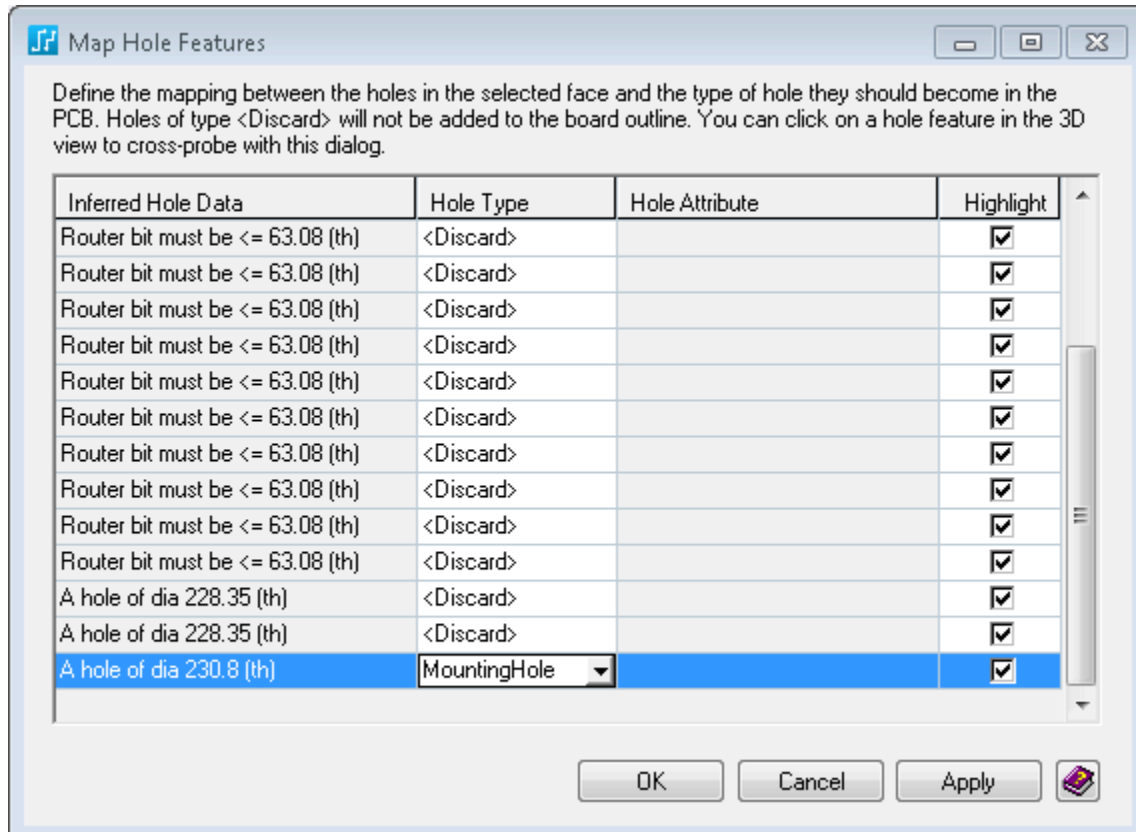 Map Hole Features
Define the mapping between the holes in the selected face and the type of hole they should become in the
PCB. Holes of type <Discard> will not be added to the board outline. You can click on a hole feature in the 3D
view to cross-probe with this dialog.
Inferred Hole Data Hole Type Hole Attribute Highlight
Router bit must be <= 63.08 (th) <Discard>
Router bit must be <= 63.08 (th) <Discard>
Router bit must be <= 63.08 (th) <Discard>
Router bit must be <= 63.08 (th) <Discard>
Router bit must be <= 63.08 (th) <Discard>
Router bit must be <= 63.08 (th) <Discard>
Router bit must be <= 63.08 (th) <Discard>
Router bit must be <= 63.08 (th) <Discard>
Router bit must be <= 63.08 (th) <Discard>
Router bit must be <= 63.08 (th) <Discard>
A hole of dia 228.35 (th) <Discard>
A hole of dia 228.35 (th) <Discard>
A hole of dia 230.8 (th) MountingHole
OK Cancel Apply